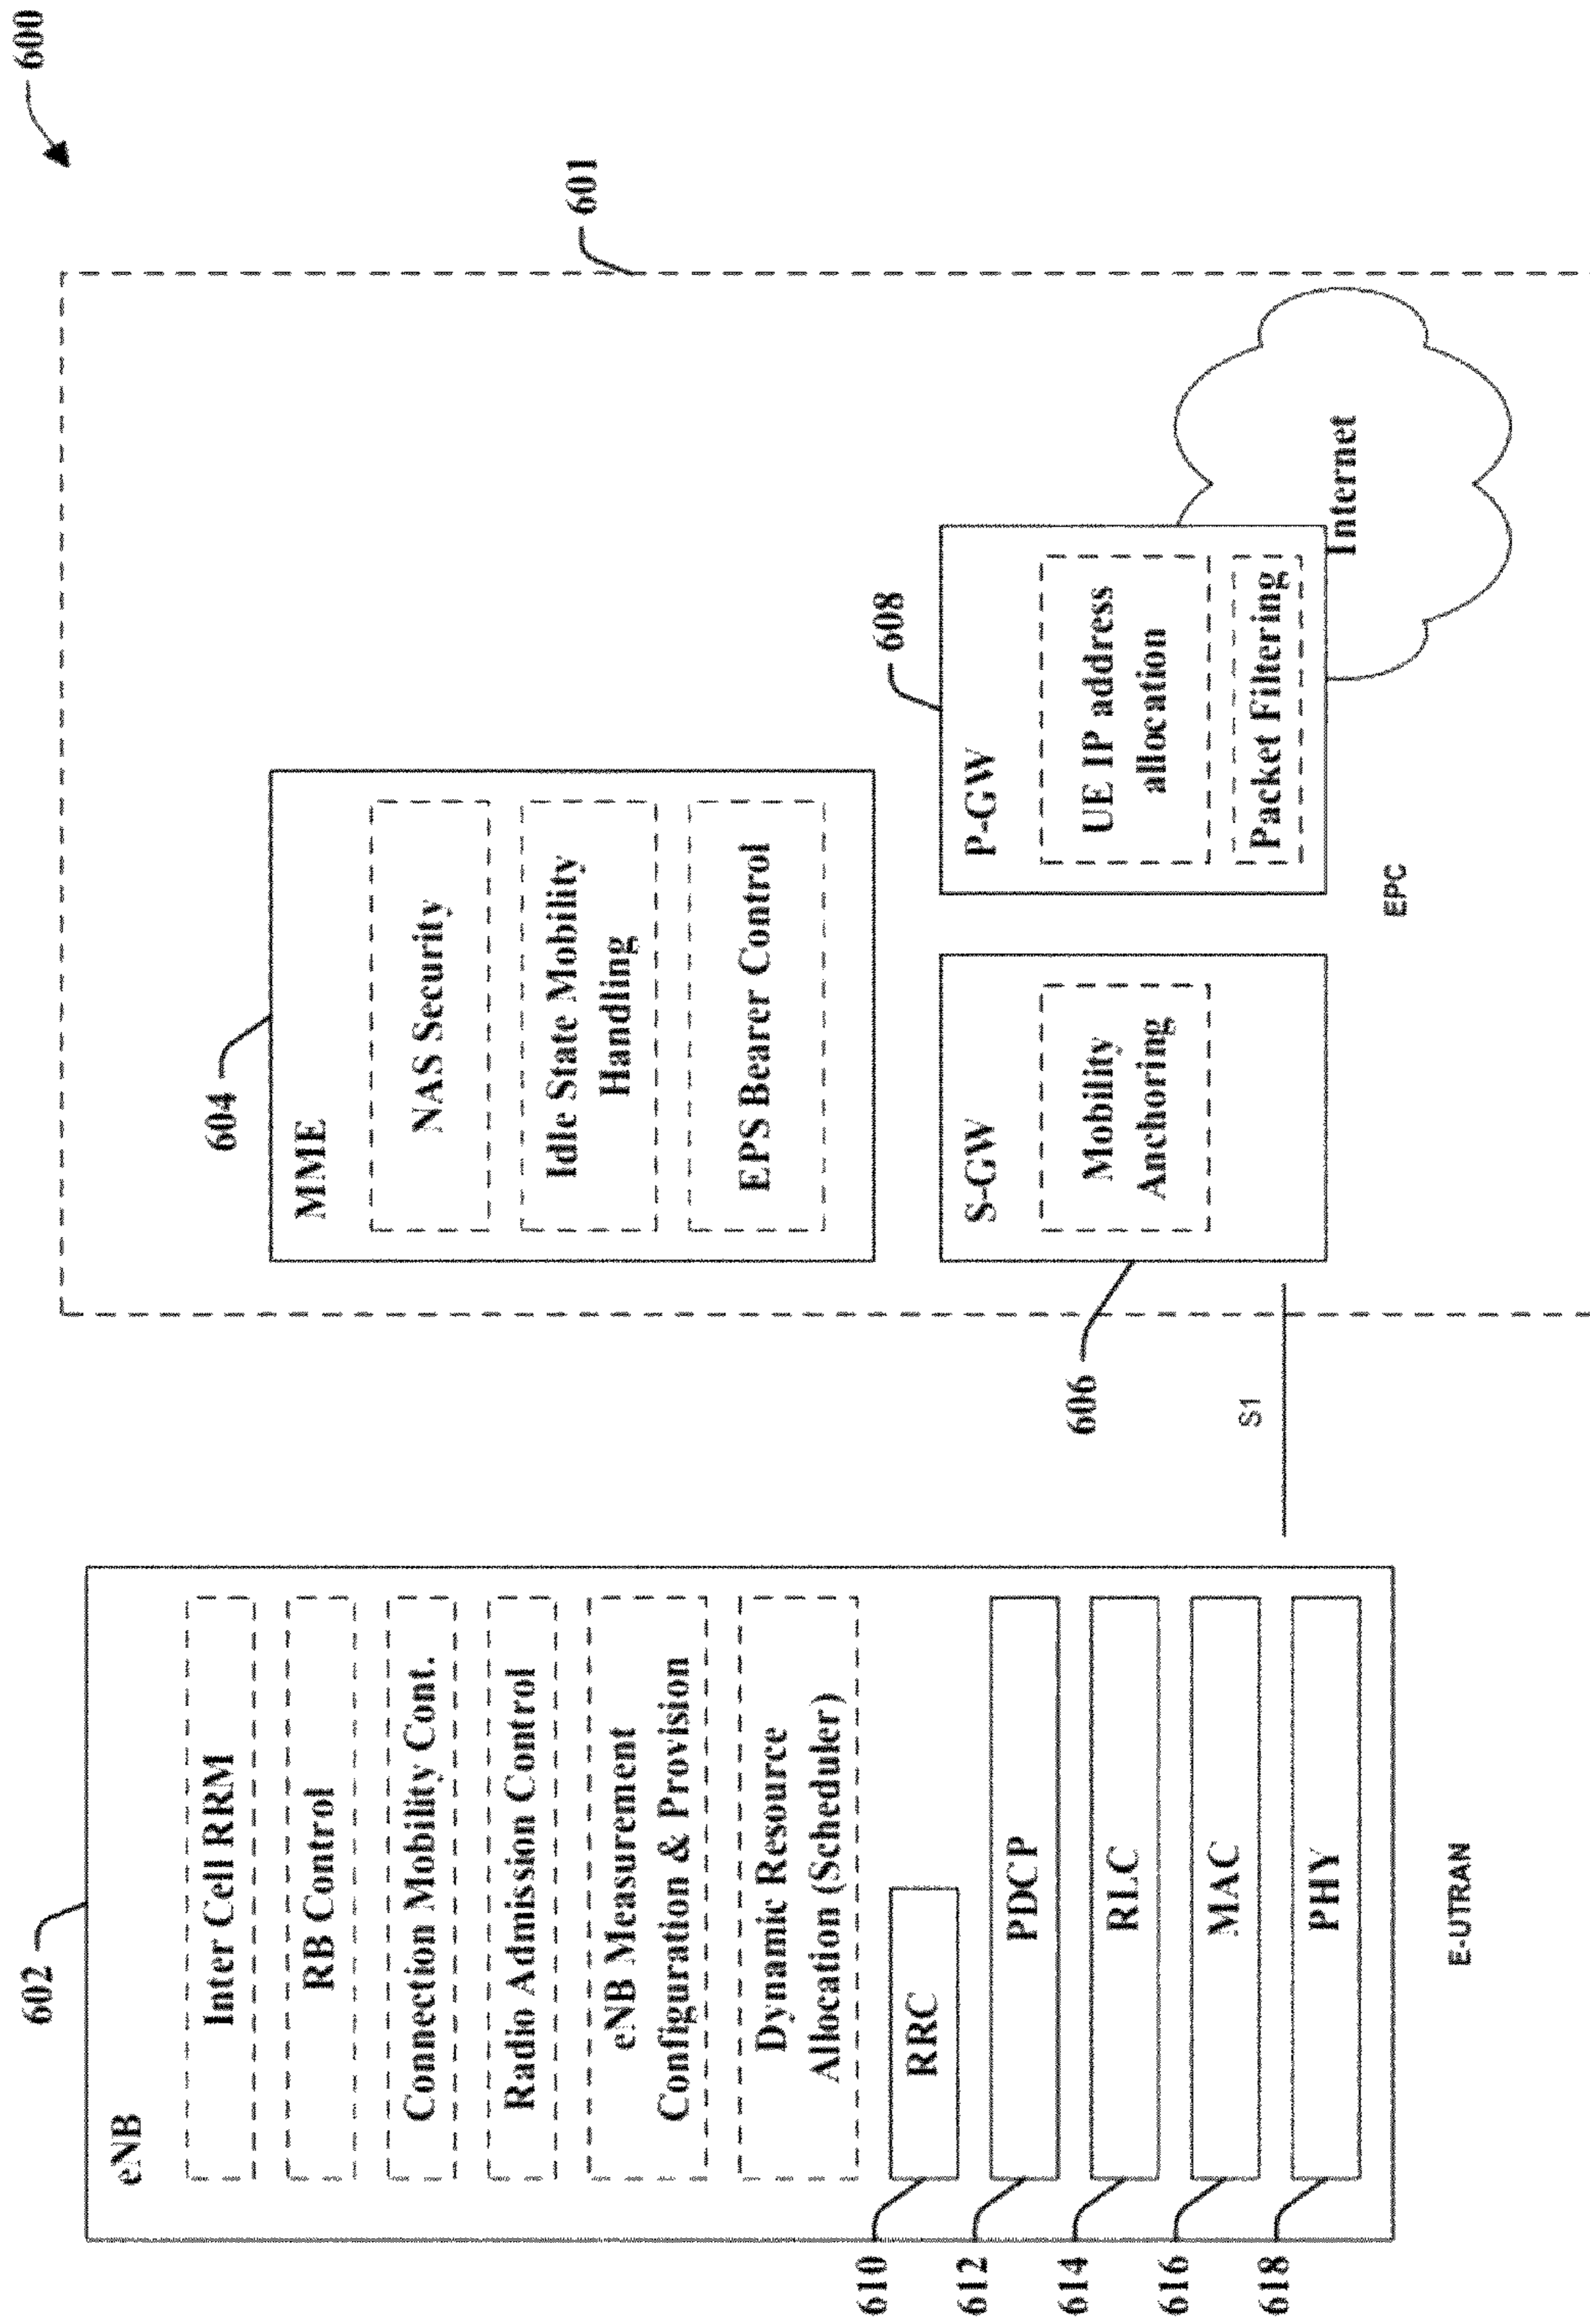 600
601
602
eNB
Inter Cell RRM
RB Control
Connection Mobility Cont.
Radio Admission Control
eNB Measurement
Configuration & Provision
Dynamic Resource
Allocation (Scheduler)
610
RRC
612
PDCP
614
RLC
616
MAC
618
PHY
E-UTRAN
S1
604
MME
NAS Security
Idle State Mobility
Handling
EPS Bearer Control
606
S-GW
Mobility
Anchoring
608
P-GW
UE IP address
allocation
Packet Filtering
Internet
EPC